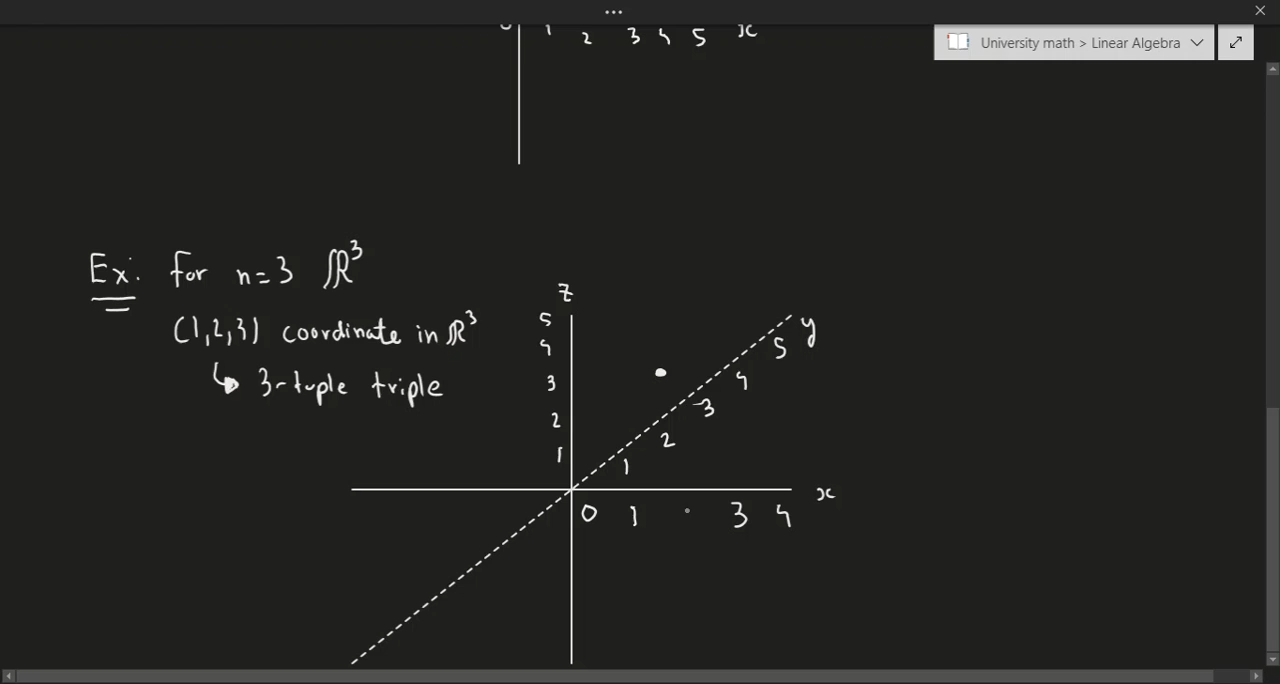 0 1 2 3 4 5 x
University math > Linear Algebra
Ex: for n=3 ℝ³
(1,2,3) coordinate in ℝ³
↳ 3-tuple triple
z
5
4
3
2
1
y
5
4
3
2
1
0 1 3 4 x